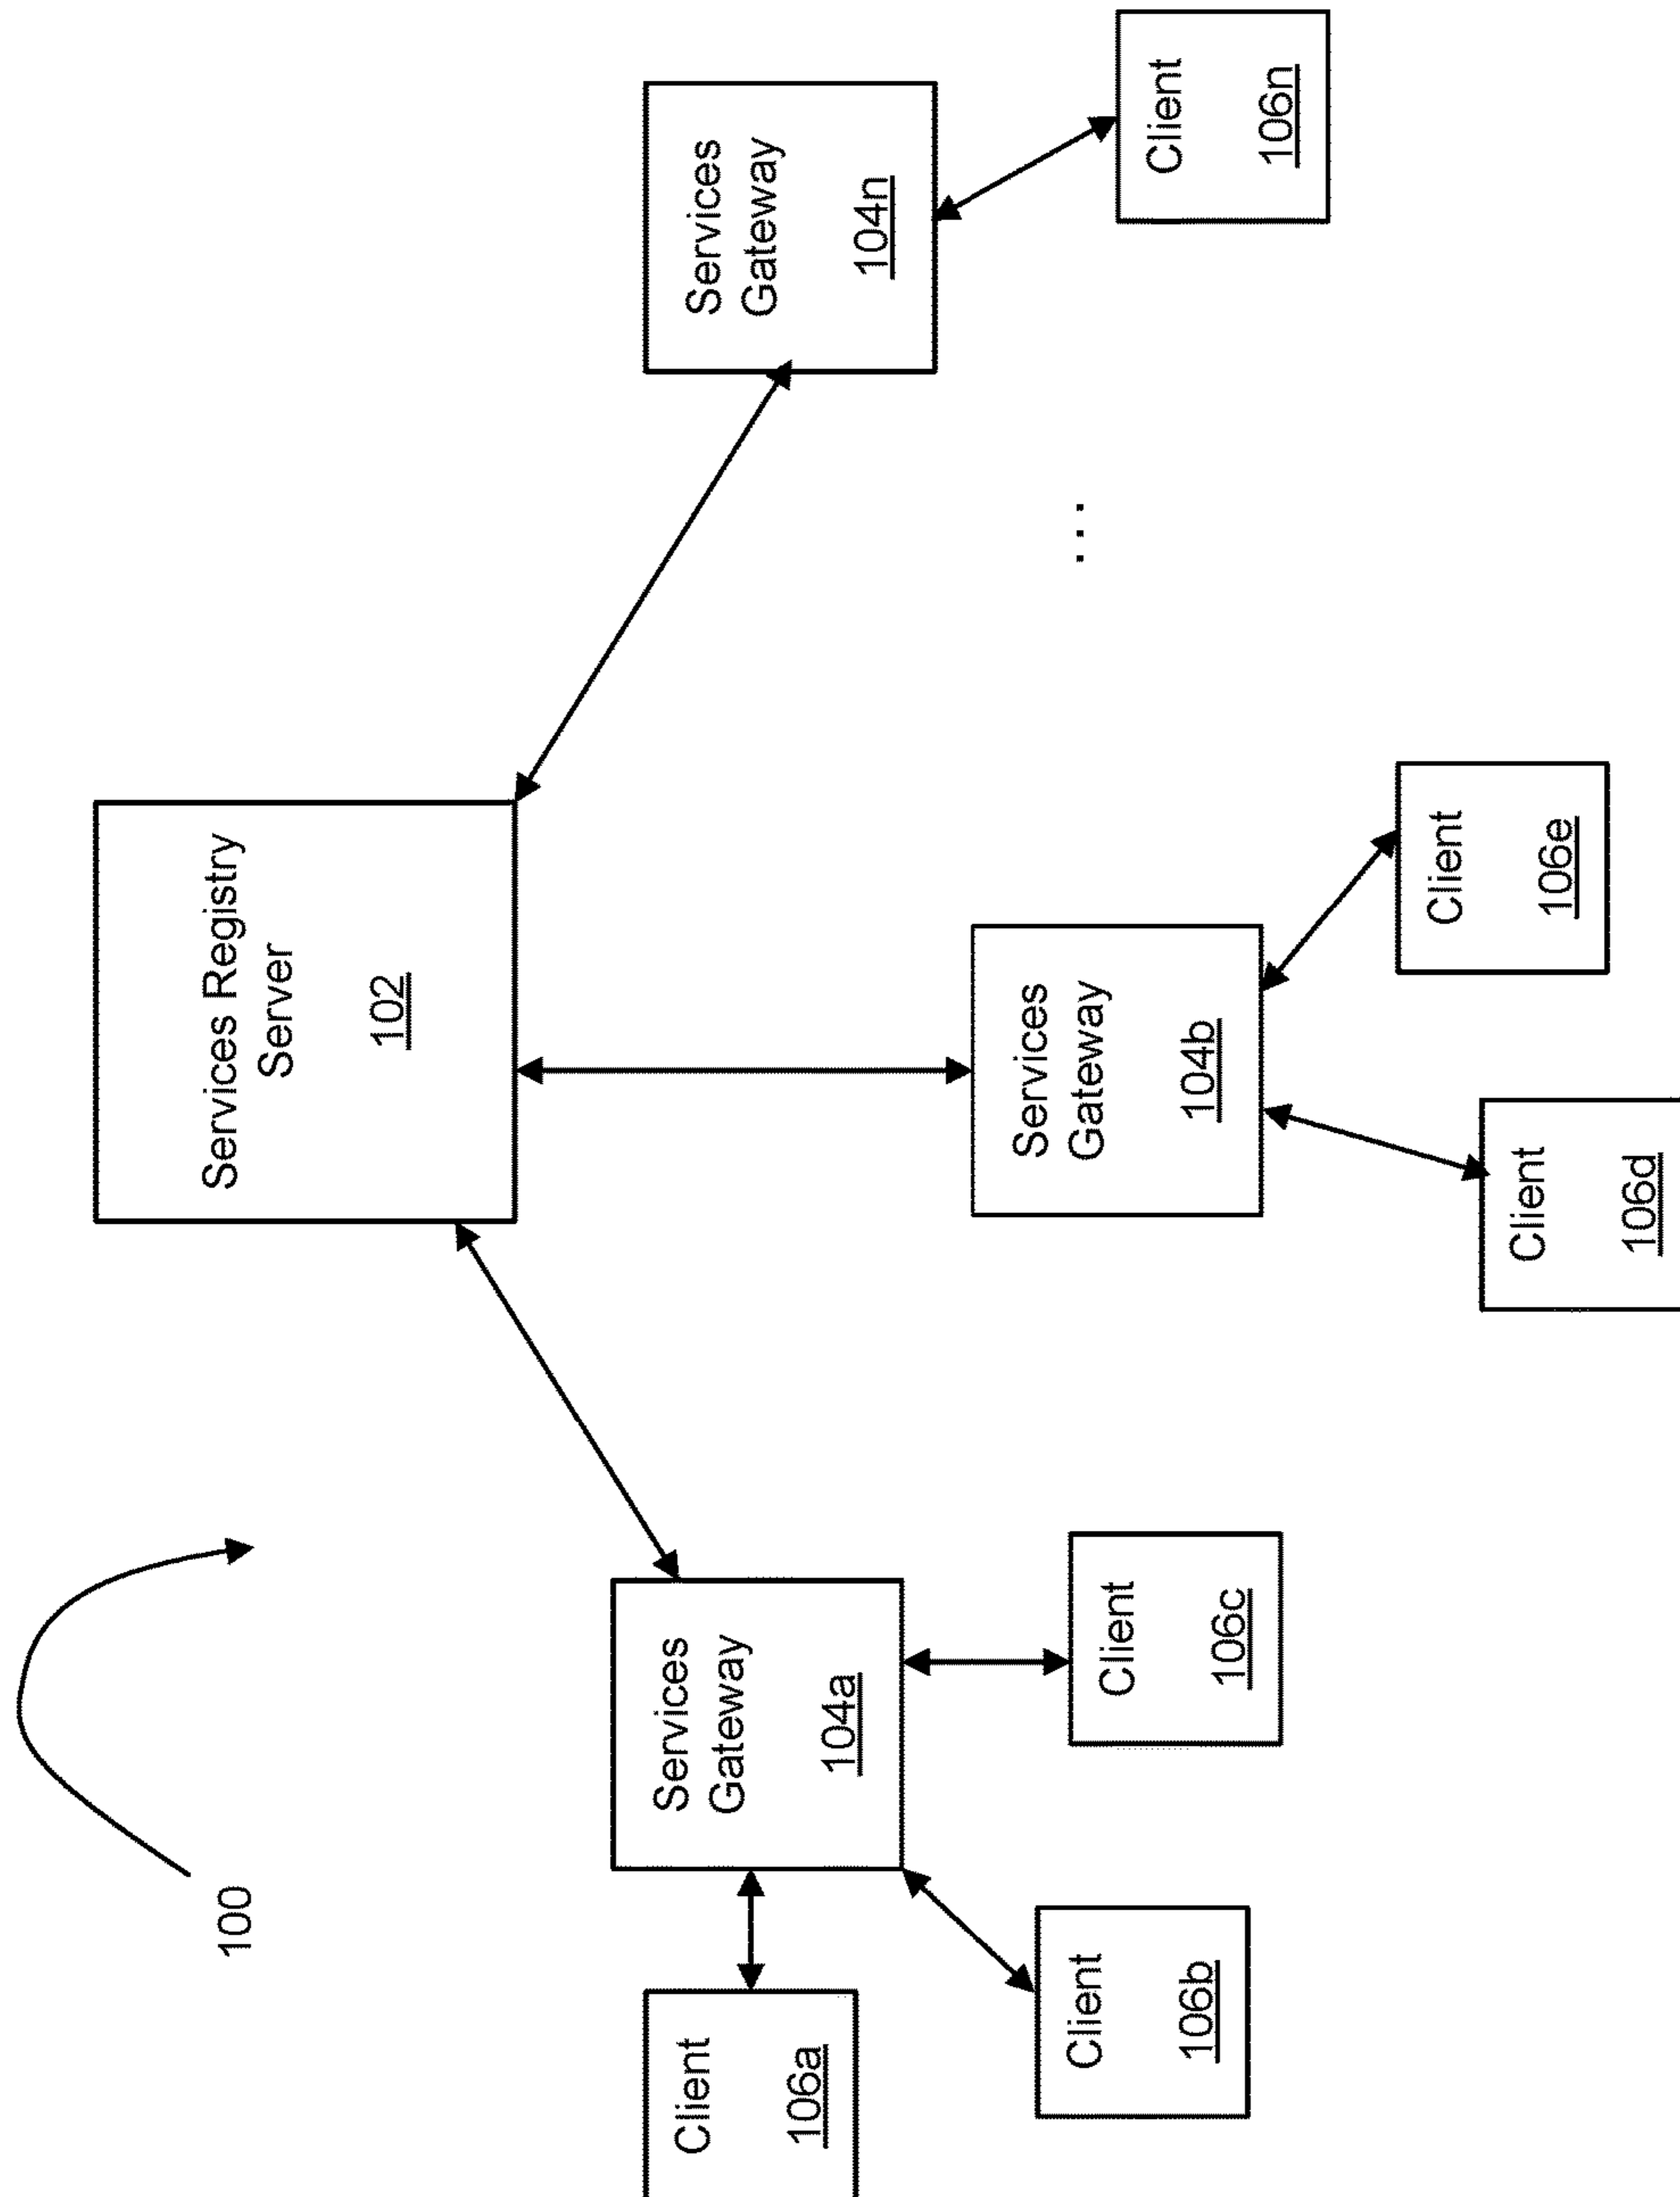 100
Services Registry
Server
102
Services
Gateway
104a
Services
Gateway
104b
Services
Gateway
104n
Client
106a
Client
106b
Client
106c
Client
106d
Client
106e
...
Client
106n